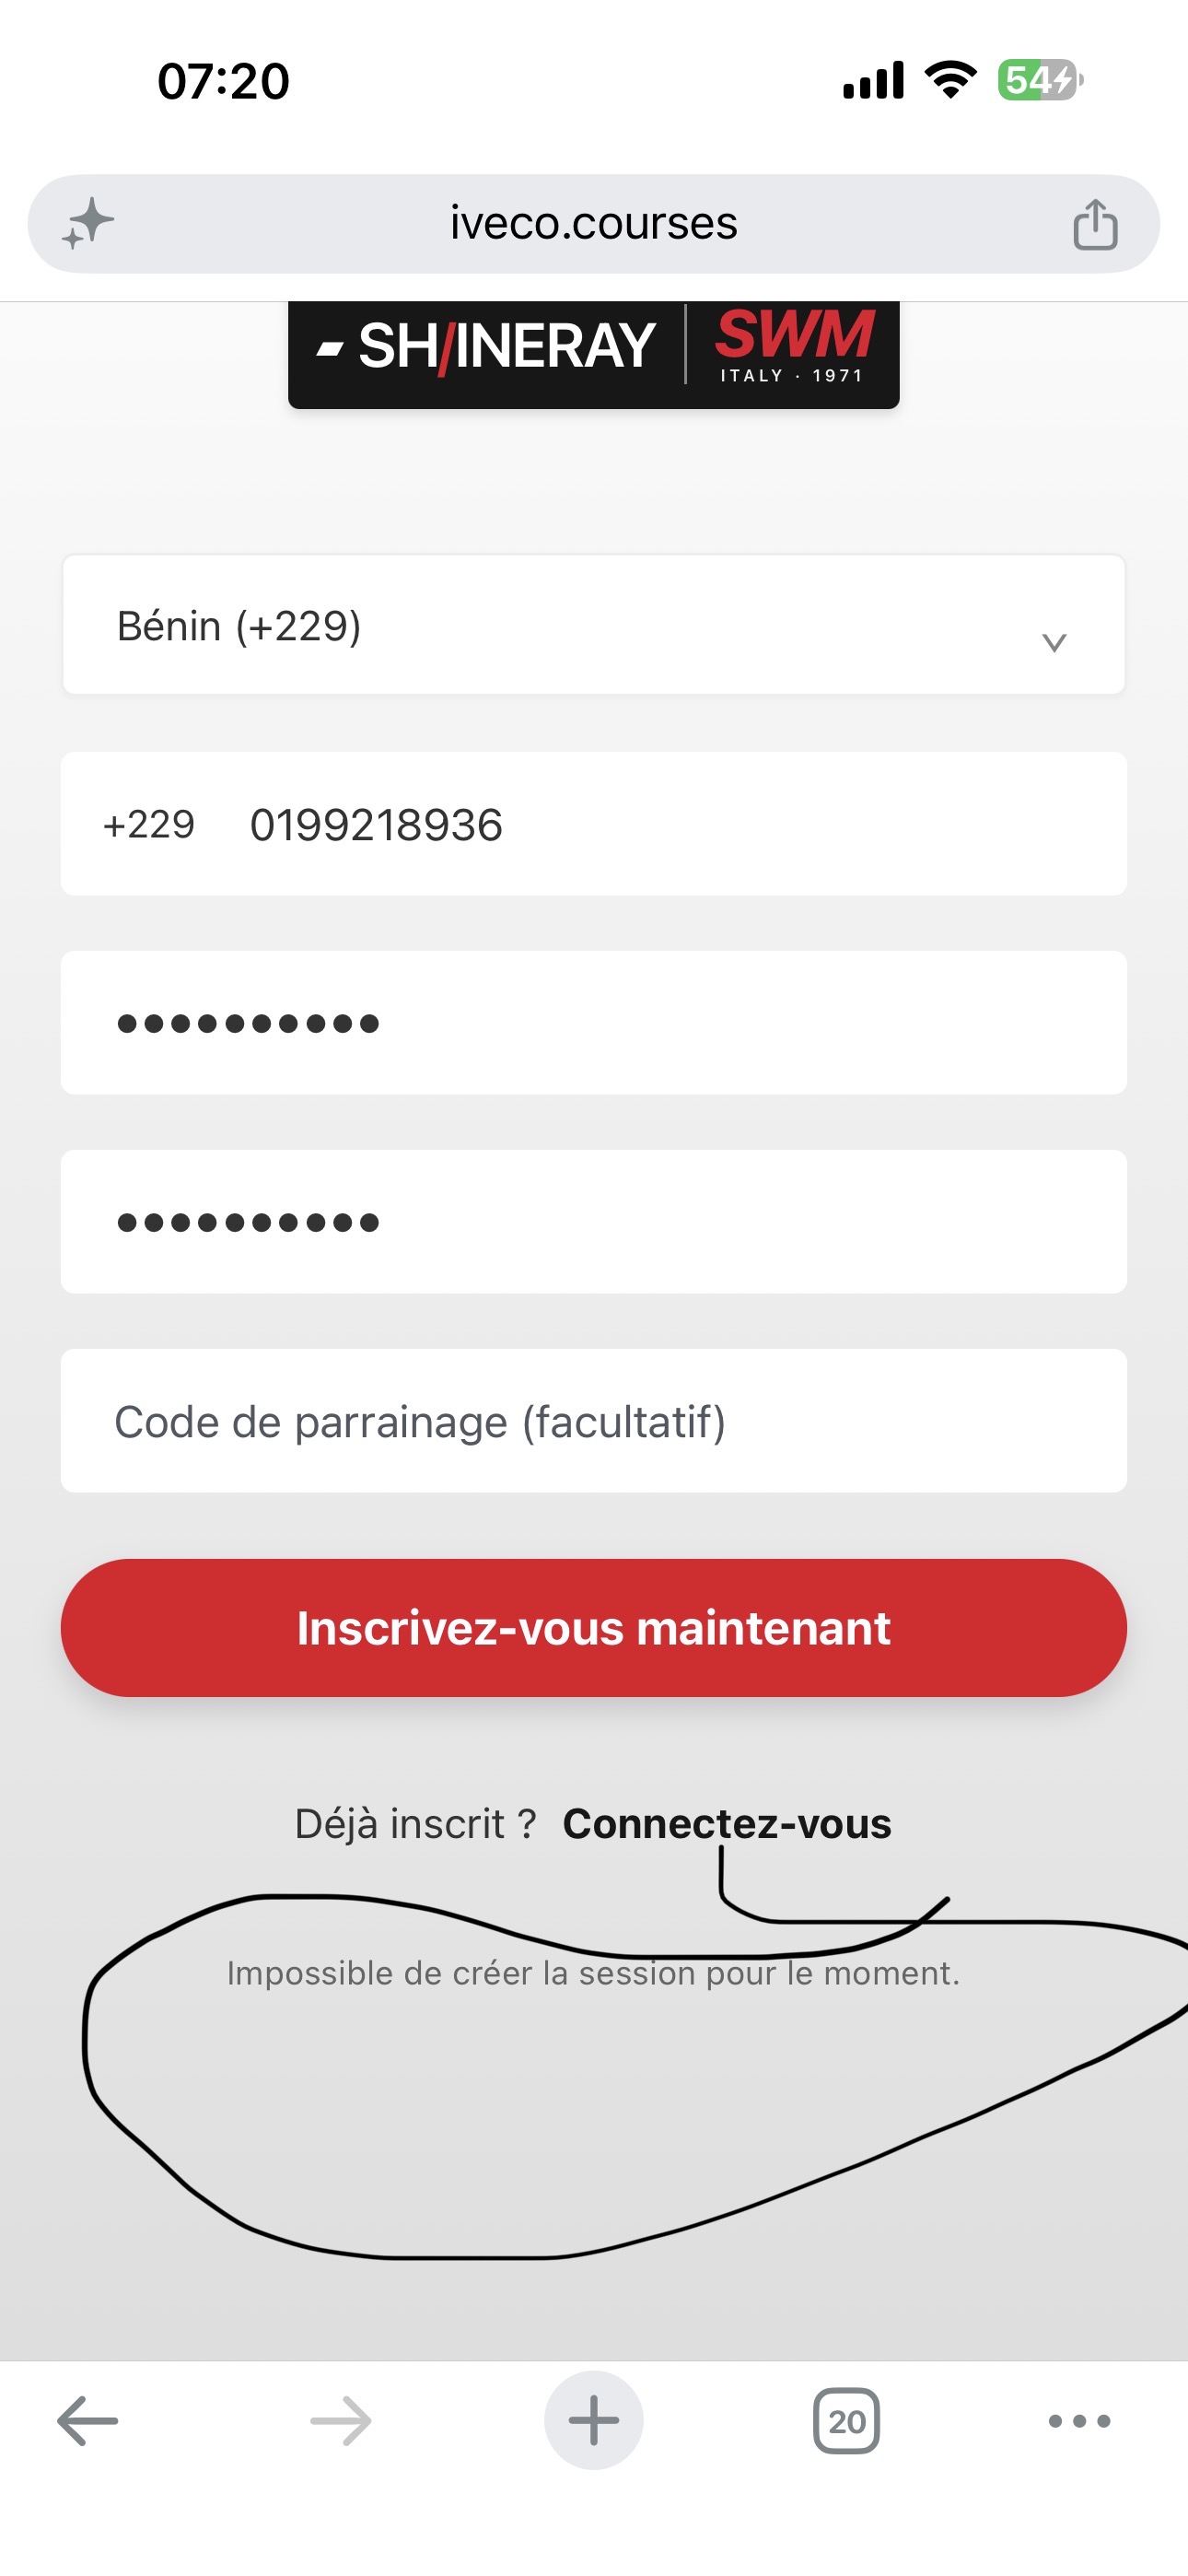 07:20
54
iveco.courses
SH/INERAY
SWM
ITALY · 1971
Bénin (+229)
+229 0199218936
••••••••••
••••••••••
Code de parrainage (facultatif)
Inscrivez-vous maintenant
Déjà inscrit ? Connectez-vous
Impossible de créer la session pour le moment.
20